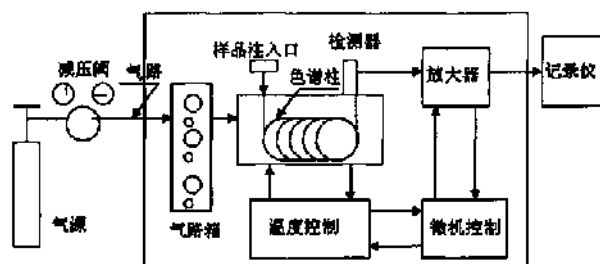 减压阀
气路
样品注入口
检测器
色谱柱
放大器
记录仪
气源
气路箱
温度控制
微机控制